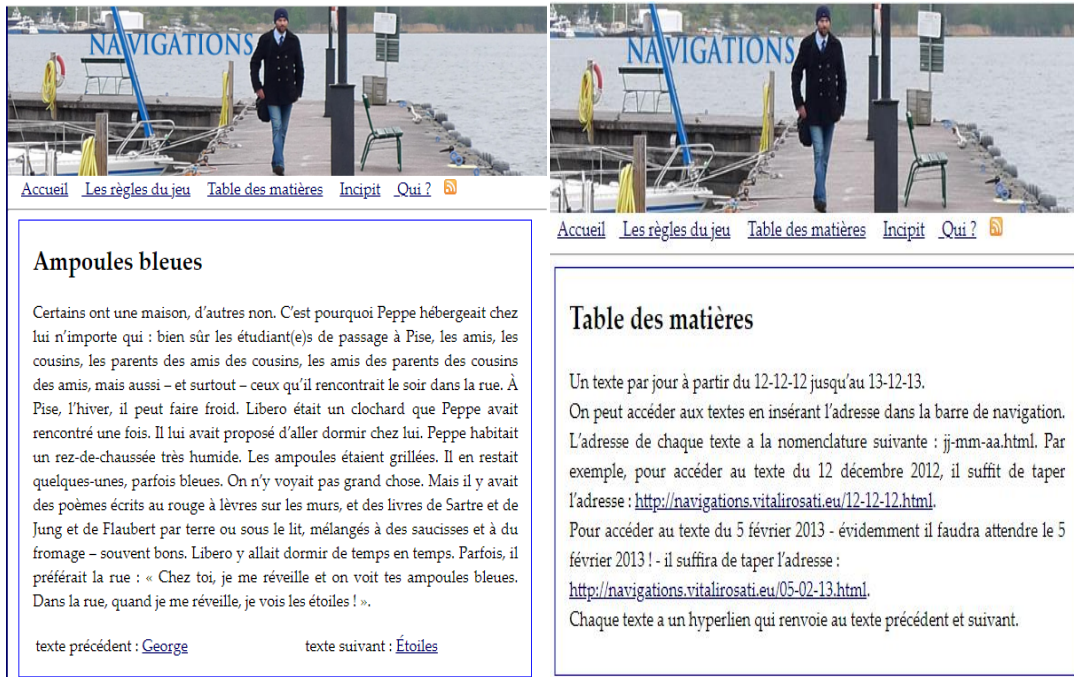 NAVIGATIONS
Accueil Les règles du jeu Table des matières Incipit Qui ?
Ampoules bleues
Certains ont une maison, d’autres non. C’est pourquoi Peppe hébergeait chez
lui n’importe qui : bien sûr les étudiant(e)s de passage à Pise, les amis, les
cousins, les parents des amis des cousins, les amis des parents des cousins
des amis, mais aussi – et surtout – ceux qu’il rencontrait le soir dans la rue. À
Pise, l’hiver, il peut faire froid. Libero était un clochard que Peppe avait
rencontré une fois. Il lui avait proposé d’aller dormir chez lui. Peppe habitait
un rez-de-chaussée très humide. Les ampoules étaient grillées. Il en restait
quelques-unes, parfois bleues. On n’y voyait pas grand chose. Mais il y avait
des poèmes écrits au rouge à lèvres sur les murs, et des livres de Sartre et de
Jung et de Flaubert par terre ou sous le lit, mélangés à des saucisses et à du
fromage – souvent bons. Libero y allait dormir de temps en temps. Parfois, il
préférait la rue : « Chez toi, je me réveille et on voit tes ampoules bleues.
Dans la rue, quand je me réveille, je vois les étoiles ! ».
texte précédent : George texte suivant : Étoiles
NAVIGATIONS
Accueil Les règles du jeu Table des matières Incipit Qui ?
Table des matières
Un texte par jour à partir du 12-12-12 jusqu’au 13-12-13.
On peut accéder aux textes en insérant l’adresse dans la barre de navigation.
L’adresse de chaque texte a la nomenclature suivante : jj-mm-aa.html. Par
exemple, pour accéder au texte du 12 décembre 2012, il suffit de taper
l’adresse : http://navigations.vitalirosati.eu/12-12-12.html.
Pour accéder au texte du 5 février 2013 - évidemment il faudra attendre le 5
février 2013 ! - il suffira de taper l’adresse :
http://navigations.vitalirosati.eu/05-02-13.html.
Chaque texte a un hyperlien qui renvoie au texte précédent et suivant.